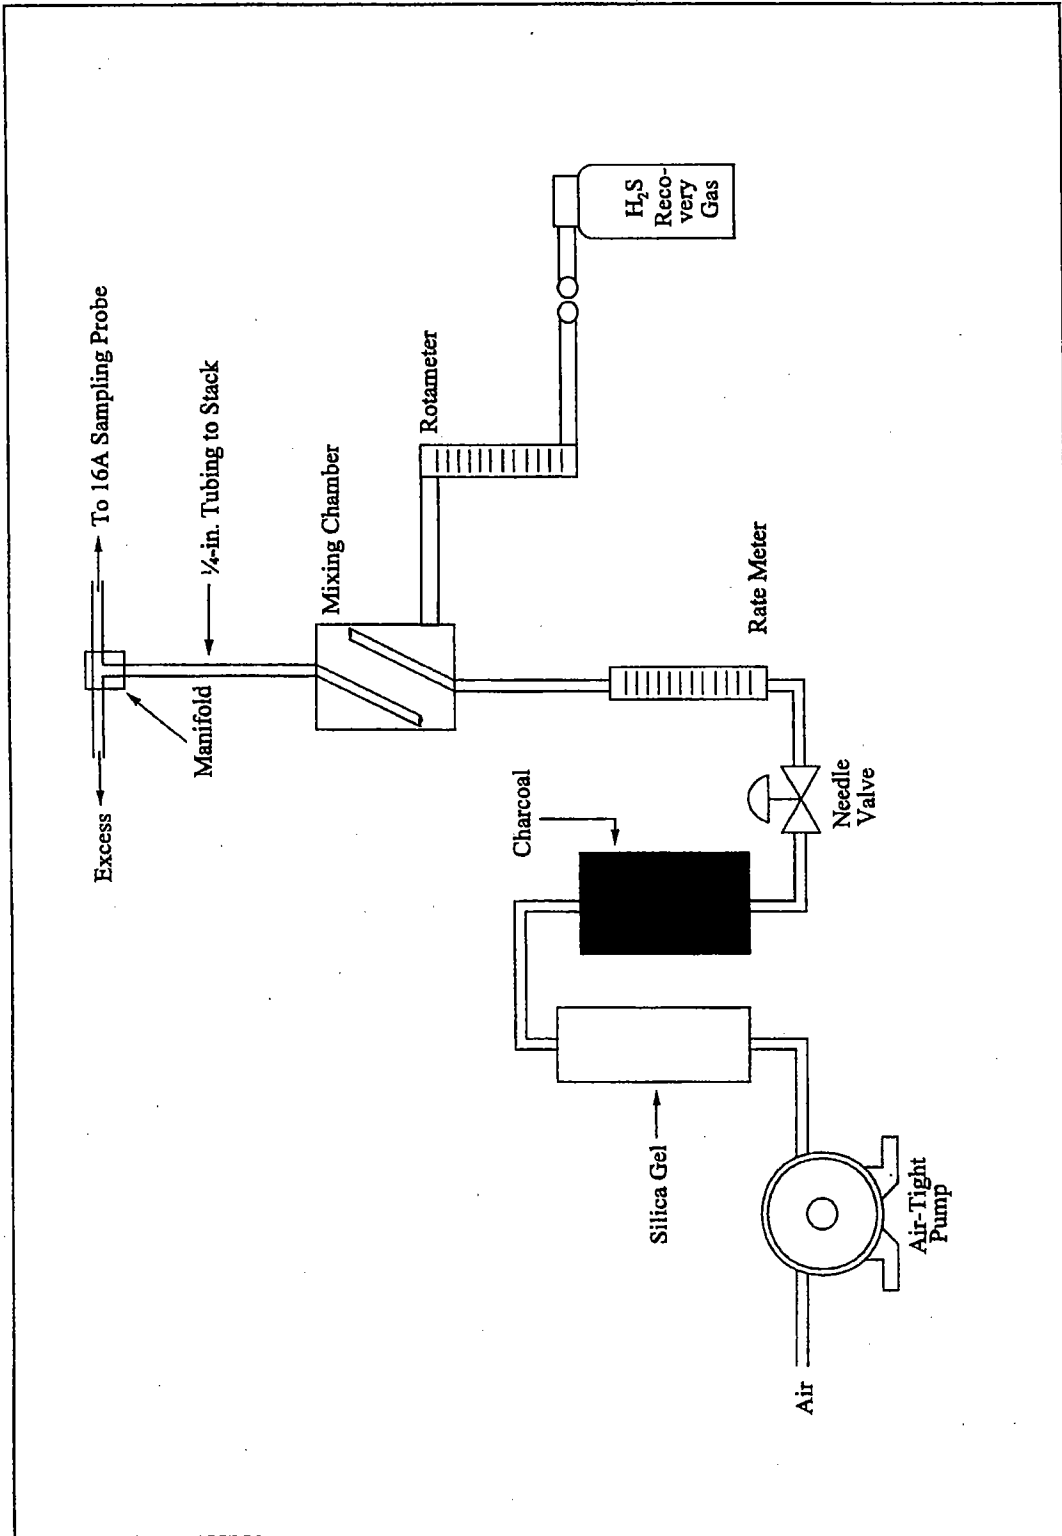 Excess
To 16A Sampling Probe
Manifold
¼-in. Tubing to Stack
Mixing Chamber
Rotameter
H₂S
Reco-
very
Gas
Charcoal
Rate Meter
Silica Gel
Needle
Valve
Air
Air-Tight
Pump